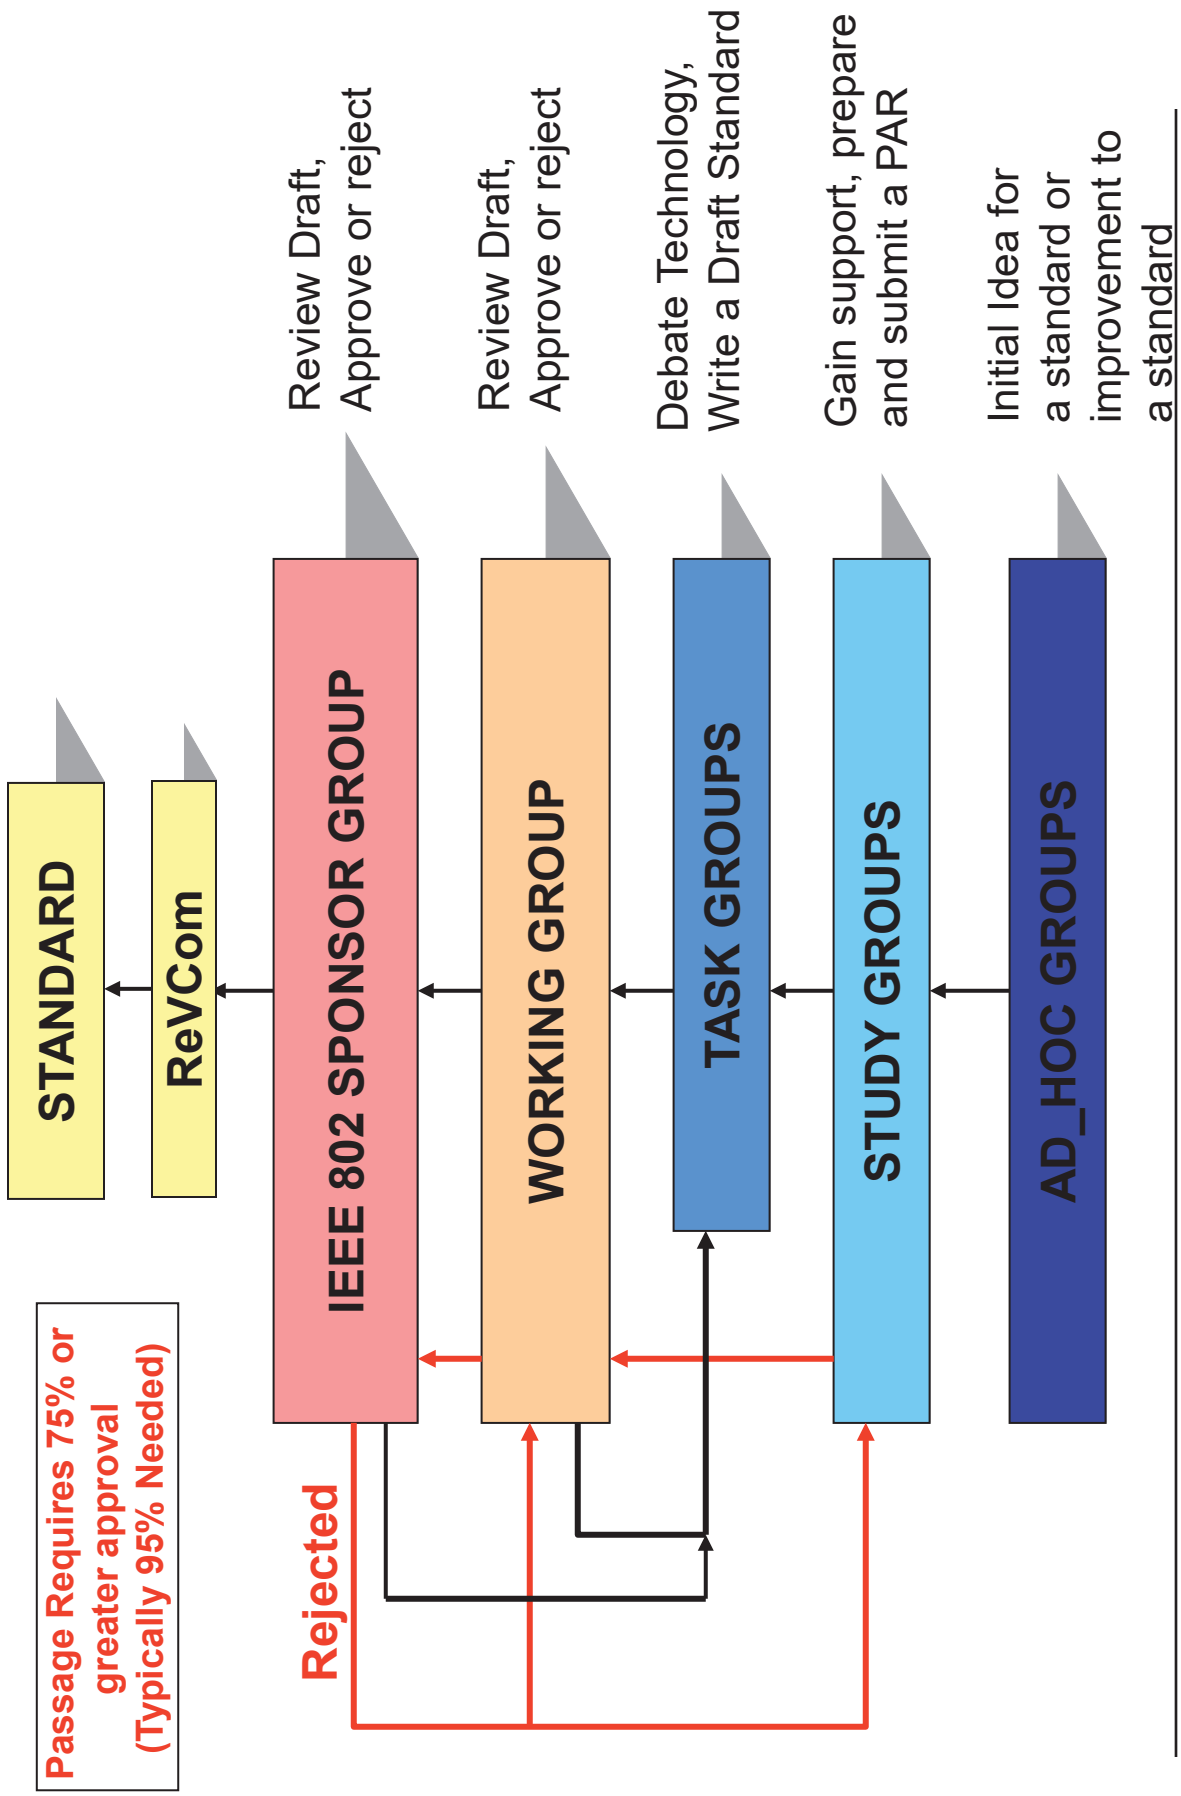 Passage Requires 75% or
greater approval
(Typically 95% Needed)
STANDARD
ReVCom
Rejected
IEEE 802 SPONSOR GROUP
Review Draft,
Approve or reject
WORKING GROUP
Review Draft,
Approve or reject
TASK GROUPS
Debate Technology,
Write a Draft Standard
STUDY GROUPS
Gain support, prepare
and submit a PAR
AD_HOC GROUPS
Initial Idea for
a standard or
improvement to
a standard